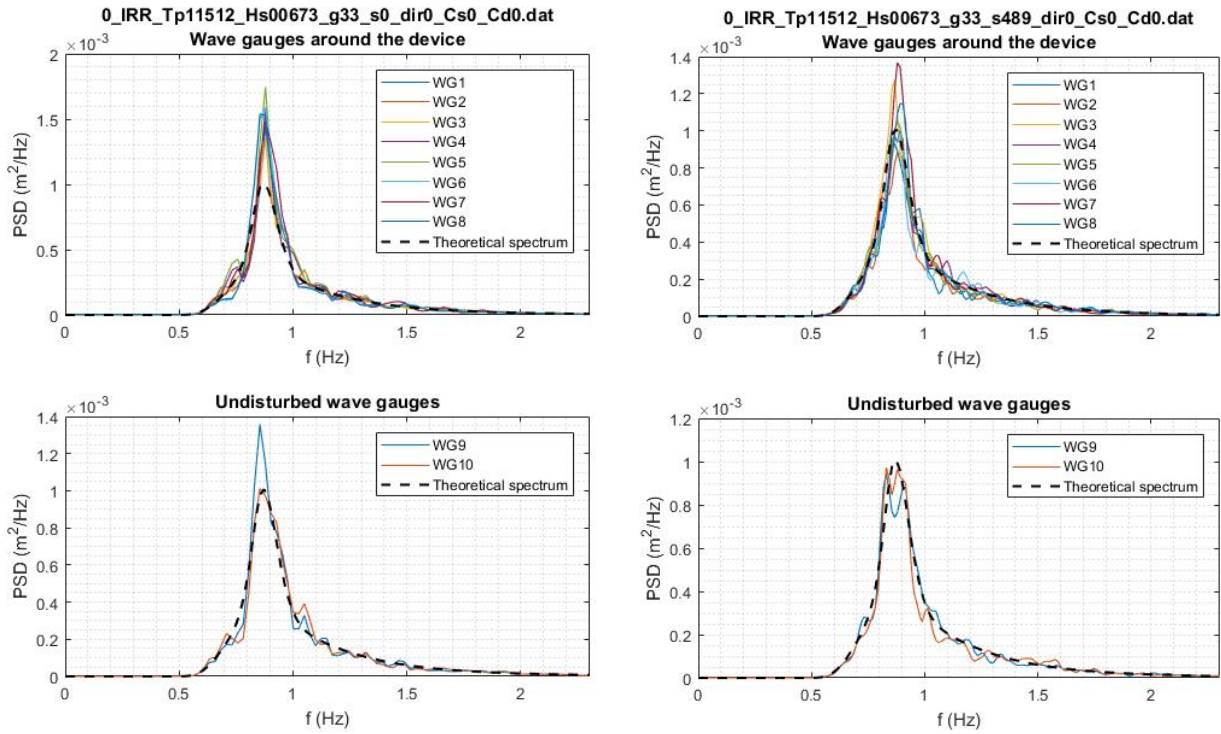 0_IRR_Tp11512_Hs00673_g33_s0_dir0_Cs0_Cd0.dat
Wave gauges around the device
×10⁻³
2
1.5
1
0.5
0
PSD (m²/Hz)
WG1
WG2
WG3
WG4
WG5
WG6
WG7
WG8
Theoretical spectrum
0 0.5 1 1.5 2
f (Hz)
0_IRR_Tp11512_Hs00673_g33_s489_dir0_Cs0_Cd0.dat
Wave gauges around the device
×10⁻³
1.4
1.2
1
0.8
0.6
0.4
0.2
0
PSD (m²/Hz)
WG1
WG2
WG3
WG4
WG5
WG6
WG7
WG8
Theoretical spectrum
0 0.5 1 1.5 2
f (Hz)
Undisturbed wave gauges
×10⁻³
1.4
1.2
1
0.8
0.6
0.4
0.2
0
PSD (m²/Hz)
WG9
WG10
Theoretical spectrum
0 0.5 1 1.5 2
f (Hz)
Undisturbed wave gauges
×10⁻³
1.2
1
0.8
0.6
0.4
0.2
0
PSD (m²/Hz)
WG9
WG10
Theoretical spectrum
0 0.5 1 1.5 2
f (Hz)